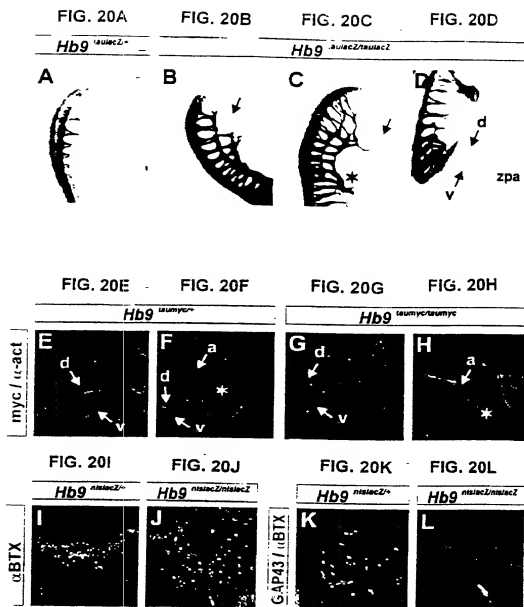 FIG. 20A FIG. 20B FIG. 20C FIG. 20D
Hb9 taulacZ/+ Hb9 taulacZ/taulacZ
A B C D
d
*
zpa
v
FIG. 20E FIG. 20F FIG. 20G FIG. 20H
Hb9 taumyc/+ Hb9 taumyc/taumyc
myc / α-act
E F G H
a d a
d d * *
v v v
FIG. 20I FIG. 20J FIG. 20K FIG. 20L
Hb9 nlslacZ/+ Hb9 nlslacZ/nlslacZ Hb9 nlslacZ/+ Hb9 nlslacZ/nlslacZ
αBTX GAP43 / αBTX
I J K L